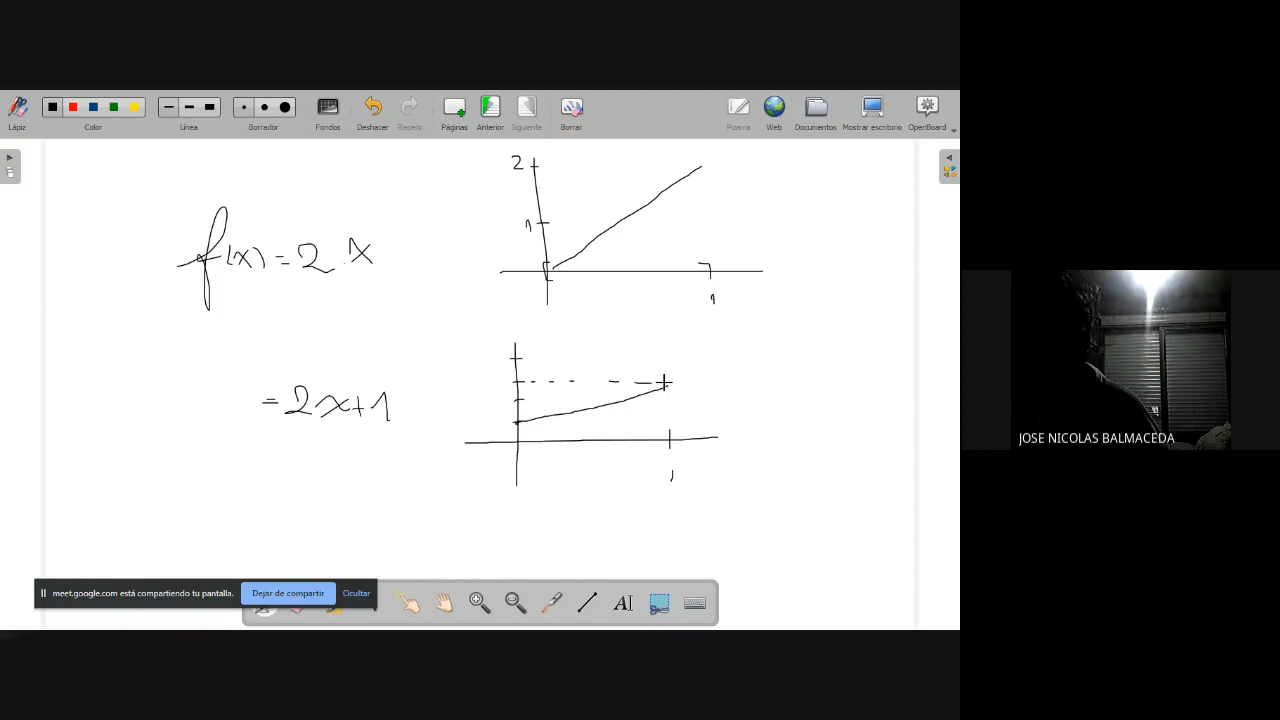 Lápiz Color Línea Borrador Fondos Deshacer Repetir Páginas Anterior Siguiente Borrar Pizarra Web Documentos Mostrar escritorio OpenBoard
2
1
f(x) = 2.x
1
= 2x+1
1
JOSE NICOLAS BALMACEDA
meet.google.com está compartiendo tu pantalla. Dejar de compartir Ocultar
AI